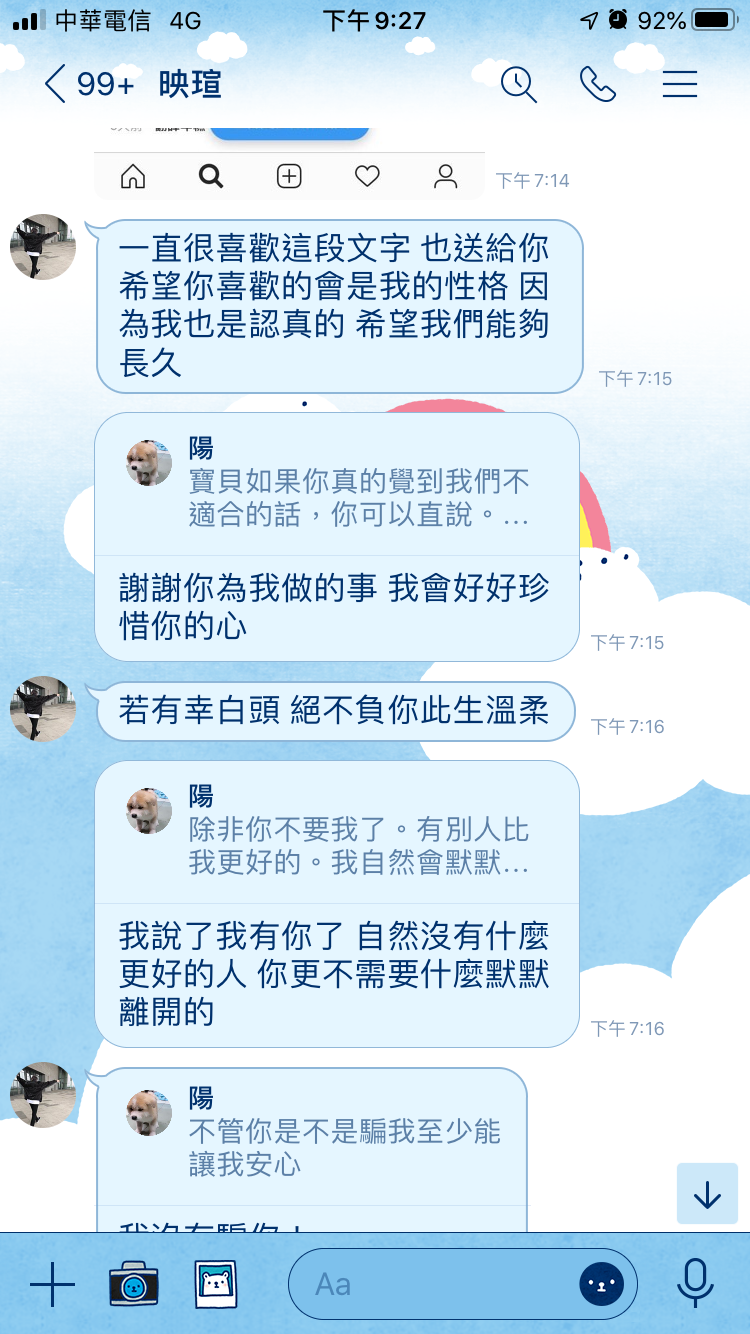 中華電信 4G 下午 9:27 92%
99+ 映瑄
下午 7:14
一直很喜歡這段文字 也送給你
希望你喜歡的會是我的性格 因
為我也是認真的 希望我們能夠
長久
下午 7:15
陽
寶貝如果你真的覺到我們不
適合的話，你可以直說。...
謝謝你為我做的事 我會好好珍
惜你的心
下午 7:15
若有幸白頭 絕不負你此生溫柔
下午 7:16
陽
除非你不要我了。有別人比
我更好的。我自然會默默...
我說了我有你了 自然沒有什麼
更好的人 你更不需要什麼默默
離開的
下午 7:16
陽
不管你是不是騙我至少能
讓我安心
我沒有騙你！
Aa